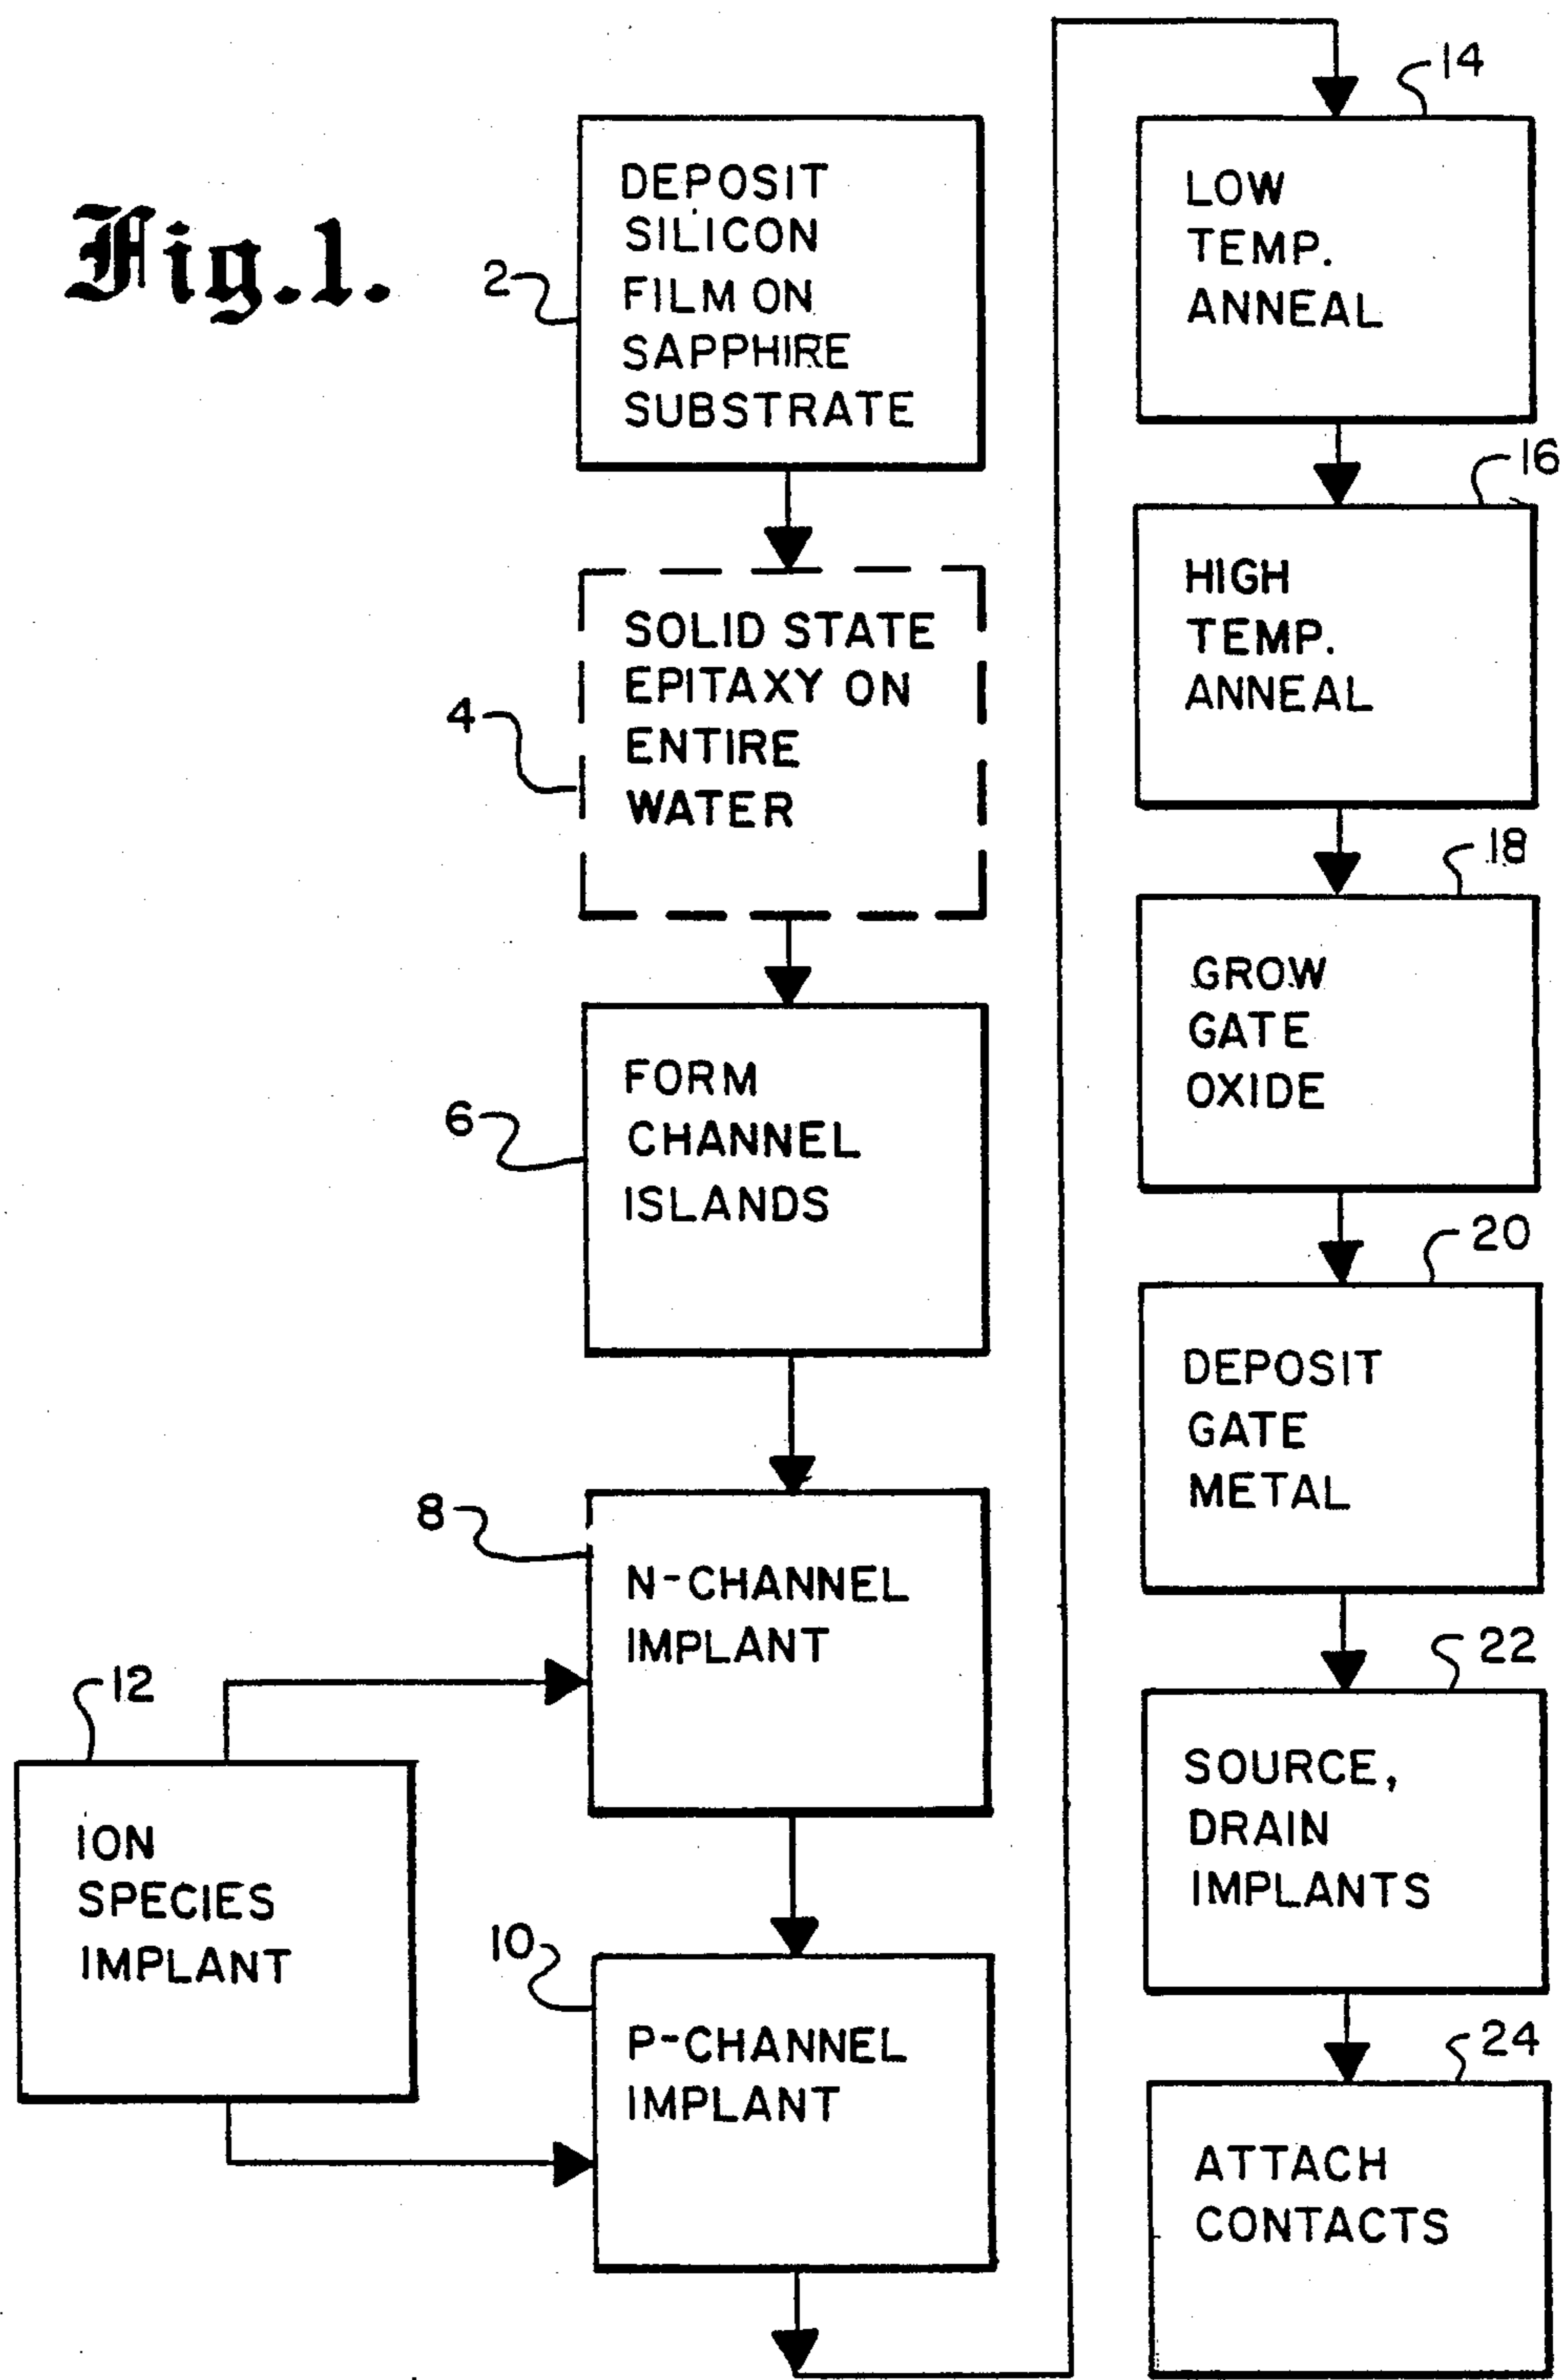 Fig.1.
2
DEPOSIT
SILICON
FILM ON
SAPPHIRE
SUBSTRATE
4
SOLID STATE
EPITAXY ON
ENTIRE
WATER
6
FORM
CHANNEL
ISLANDS
8
N-CHANNEL
IMPLANT
12
ION
SPECIES
IMPLANT
10
P-CHANNEL
IMPLANT
14
LOW
TEMP.
ANNEAL
16
HIGH
TEMP.
ANNEAL
18
GROW
GATE
OXIDE
20
DEPOSIT
GATE
METAL
22
SOURCE,
DRAIN
IMPLANTS
24
ATTACH
CONTACTS